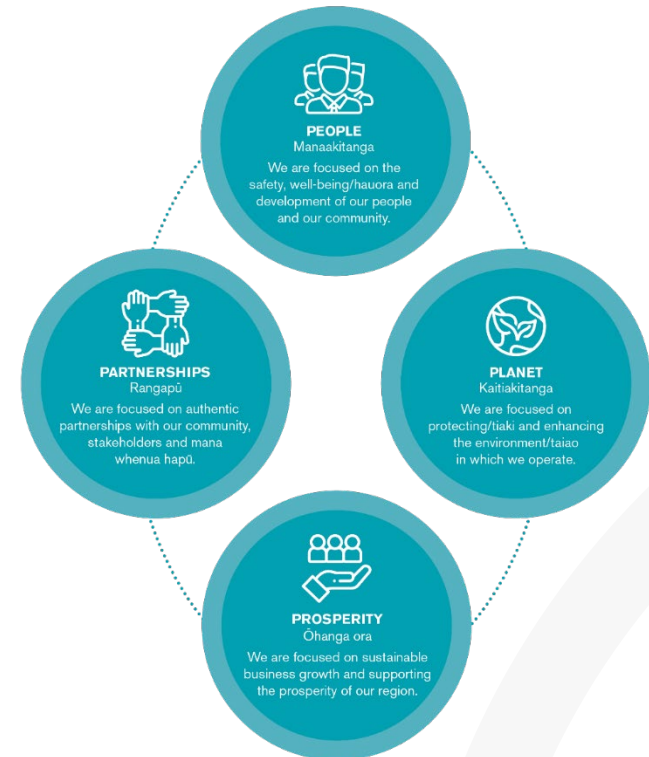 PEOPLE
Manaakitanga
We are focused on the
safety, well-being/hauora and
development of our people
and our community.
PARTNERSHIPS
Rangapū
We are focused on authentic
partnerships with our community,
stakeholders and mana
whenua hapū.
PLANET
Kaitiakitanga
We are focused on
protecting/tiaki and enhancing
the environment/taiao
in which we operate.
PROSPERITY
Ōhanga ora
We are focused on sustainable
business growth and supporting
the prosperity of our region.